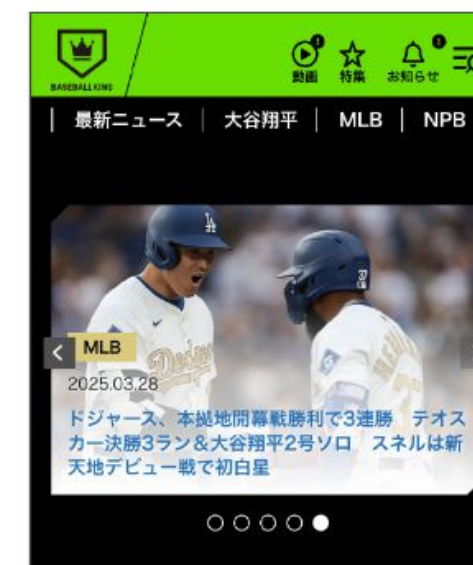 BASEBALL KING
動画
特集
お知らせ
最新ニュース | 大谷翔平 | MLB | NPB
LA
Dodgers
MLB
2025.03.28
ドジャース、本拠地開幕戦勝利で3連勝 テオス
カー決勝3ラン&大谷翔平2号ソロ スネルは新
天地デビュー戦で初白星